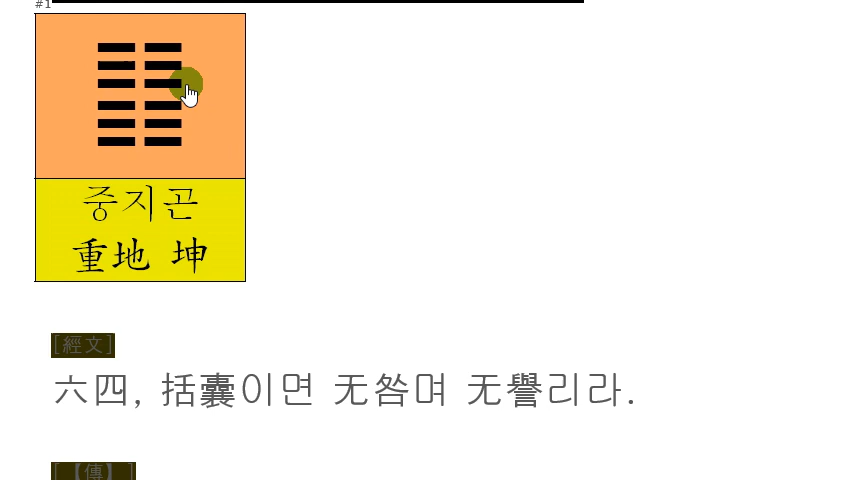 #1
중지곤
重地 坤
[經文]
六四, 括囊이면 无咎며 无譽리라.
[【傳】]